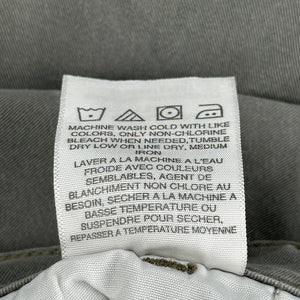 MACHINE WASH COLD WITH LIKE
COLORS, ONLY NON-CHLORINE
BLEACH WHEN NEEDED, TUMBLE
DRY LOW OR LINE DRY, MEDIUM
IRON
LAVER A LA MACHINE A L'EAU
FROIDE AVEC COULEURS
SEMBLABLES, AGENT DE
BLANCHIMENT NON CHLORE AU
BESOIN, SECHER A LA MACHINE A
BASSE TEMPERATURE OU
SUSPENDRE POUR SECHER,
REPASSER A TEMPERATURE MOYENNE